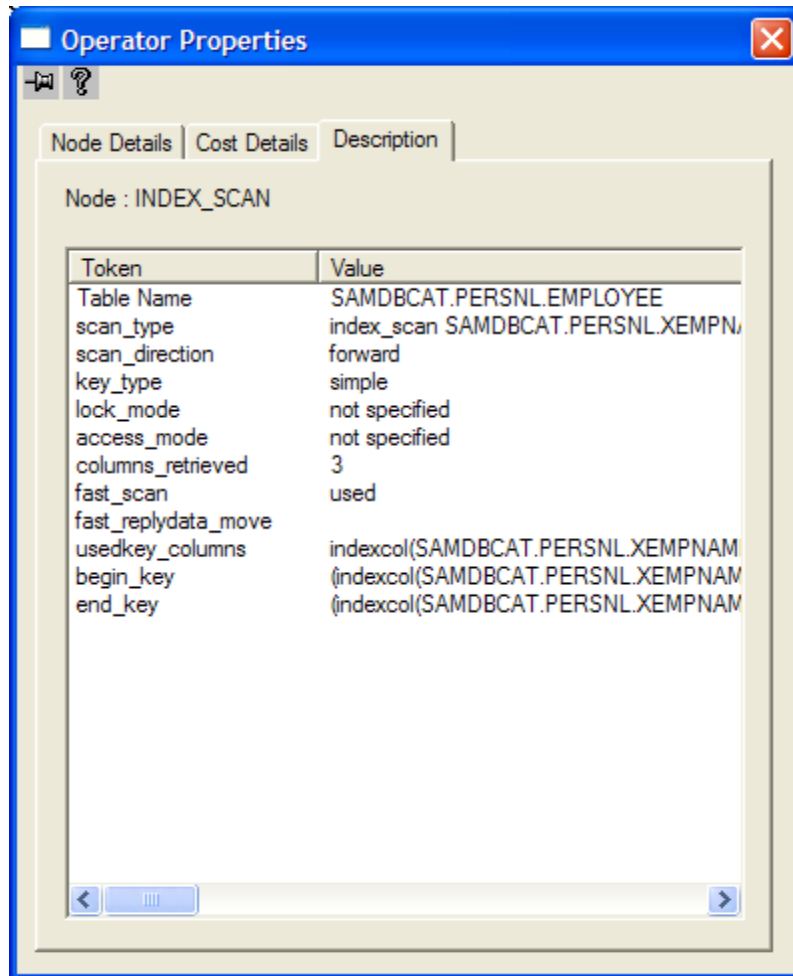 Operator Properties
Node Details Cost Details Description
Node : INDEX_SCAN
Token Value
Table Name SAMDBCAT.PERSNL.EMPLOYEE
scan_type index_scan SAMDBCAT.PERSNL.XEMPN
scan_direction forward
key_type simple
lock_mode not specified
access_mode not specified
columns_retrieved 3
fast_scan used
fast_replydata_move
usedkey_columns indexcol(SAMDBCAT.PERSNL.XEMPNAM
begin_key (indexcol(SAMDBCAT.PERSNL.XEMPNAM
end_key (indexcol(SAMDBCAT.PERSNL.XEMPNAM